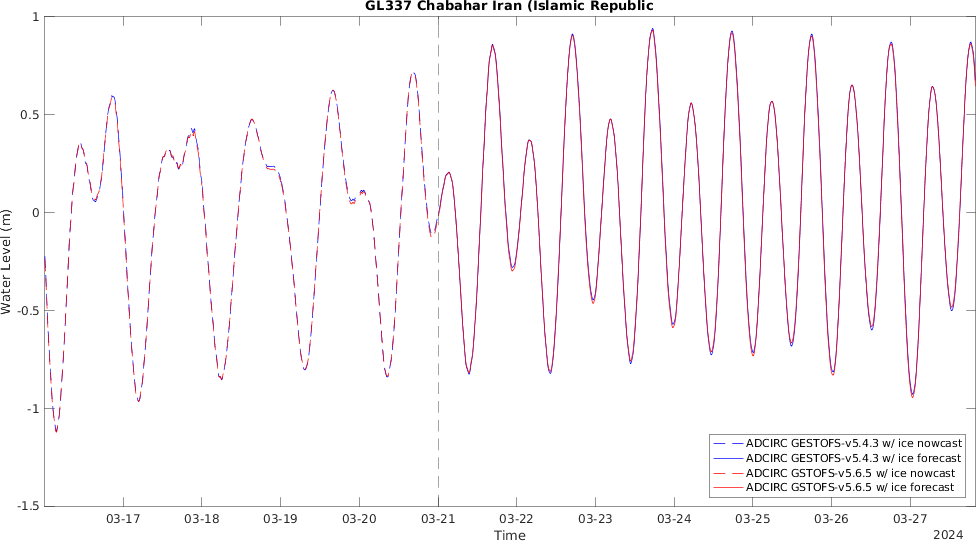 GL337 Chabahar Iran (Islamic Republic
1
0.5
0
-0.5
-1
-1.5
Water Level (m)
ADCIRC GESTOFS-v5.4.3 w/ ice nowcast
ADCIRC GESTOFS-v5.4.3 w/ ice forecast
ADCIRC GSTOFS-v5.6.5 w/ ice nowcast
ADCIRC GSTOFS-v5.6.5 w/ ice forecast
03-17 03-18 03-19 03-20 03-21 03-22 03-23 03-24 03-25 03-26 03-27
Time
2024